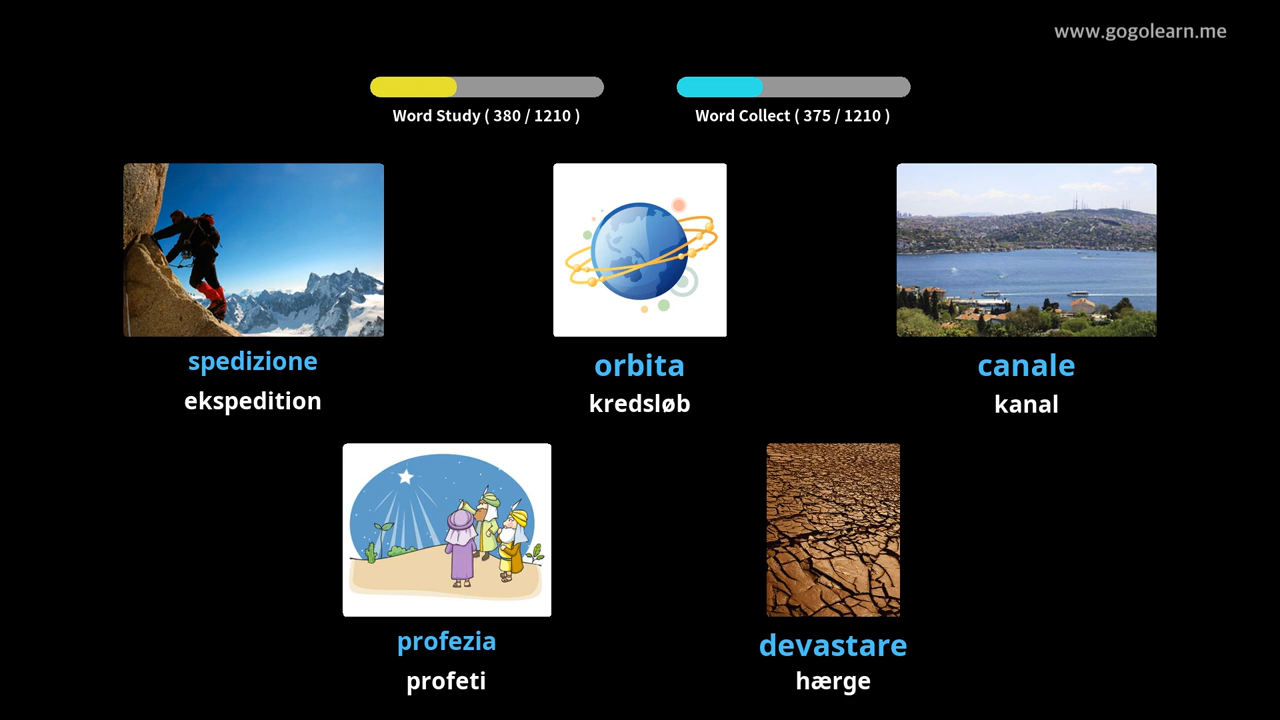 www.gogolearn.me
Word Study ( 380 / 1210 )
Word Collect ( 375 / 1210 )
spedizione
ekspedition
orbita
kredsløb
canale
kanal
profezia
profeti
devastare
hærge